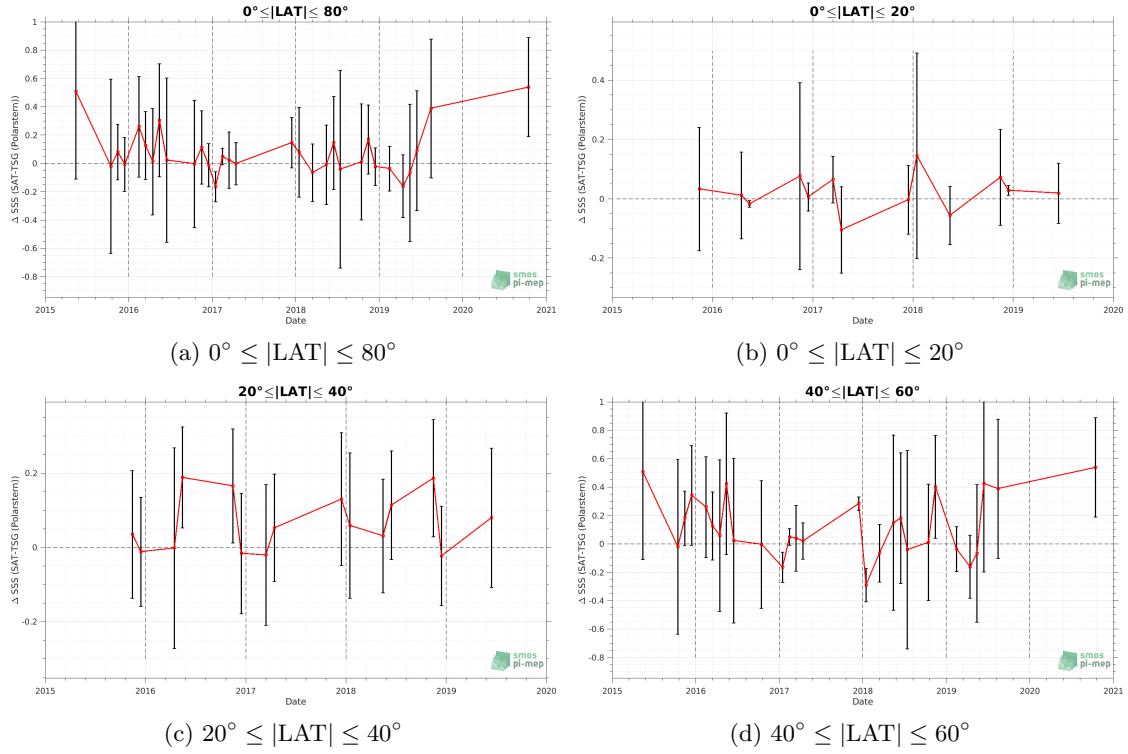 0°≤|LAT|≤ 80°
Δ SSS (SAT-TSG (Polarstern))
1
0.8
0.6
0.4
0.2
0
-0.2
-0.4
-0.6
-0.8
2015 2016 2017 2018 2019 2020 2021
Date
smos
pi-mep
(a) 0° ≤ |LAT| ≤ 80°
0°≤|LAT|≤ 20°
Δ SSS (SAT-TSG (Polarstern))
0.4
0.2
0
-0.2
2015 2016 2017 2018 2019 2020
Date
smos
pi-mep
(b) 0° ≤ |LAT| ≤ 20°
20°≤|LAT|≤ 40°
Δ SSS (SAT-TSG (Polarstern))
0.2
0
-0.2
2015 2016 2017 2018 2019 2020
Date
smos
pi-mep
(c) 20° ≤ |LAT| ≤ 40°
40°≤|LAT|≤ 60°
Δ SSS (SAT-TSG (Polarstern))
1
0.8
0.6
0.4
0.2
0
-0.2
-0.4
-0.6
-0.8
2015 2016 2017 2018 2019 2020 2021
Date
smos
pi-mep
(d) 40° ≤ |LAT| ≤ 60°